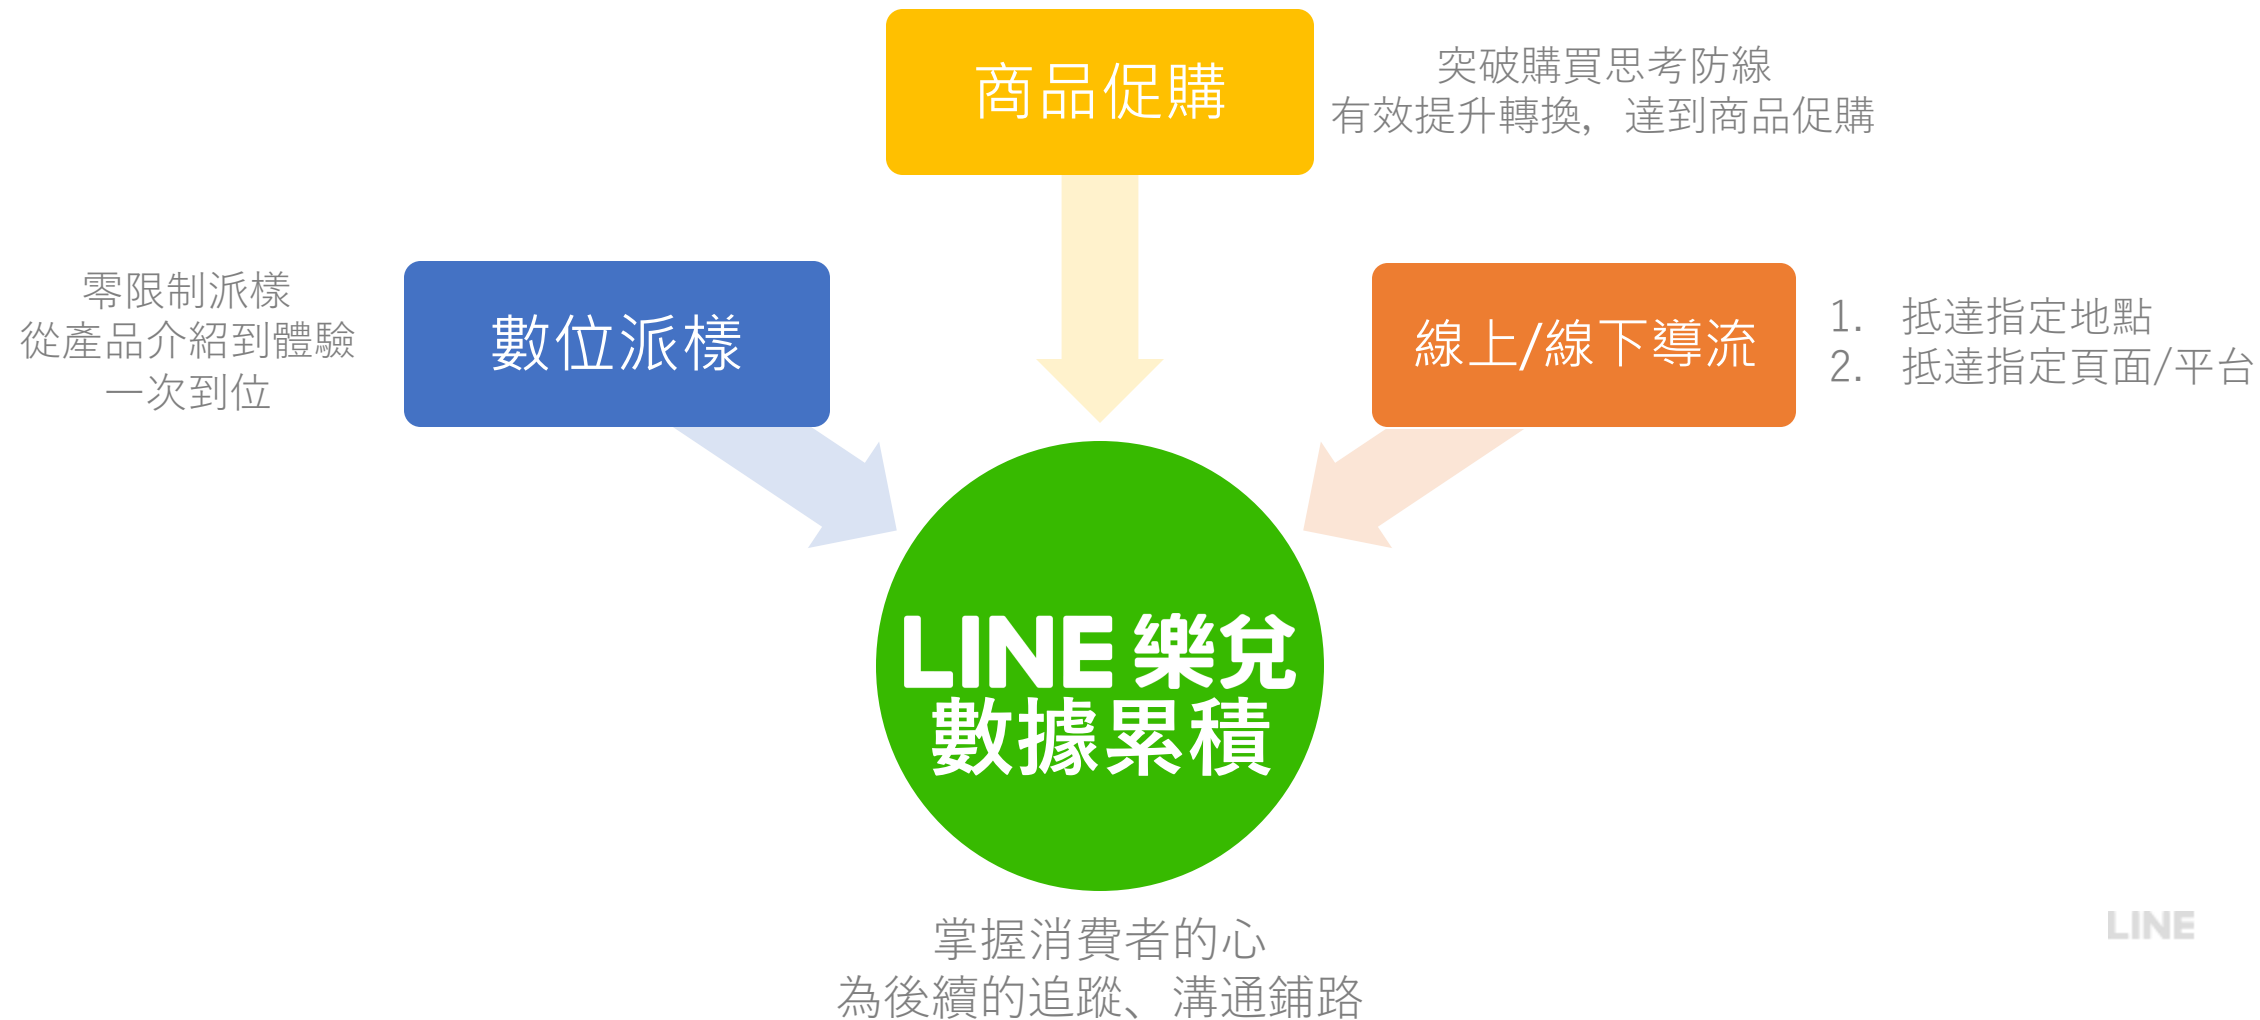 商品促購
突破購買思考防線
有效提升轉換, 達到商品促購
零限制派樣
從產品介紹到體驗
一次到位
數位派樣
線上/線下導流
1. 抵達指定地點
2. 抵達指定頁面/平台
LINE 樂兌
數據累積
掌握消費者的心
為後續的追蹤、溝通鋪路
LINE